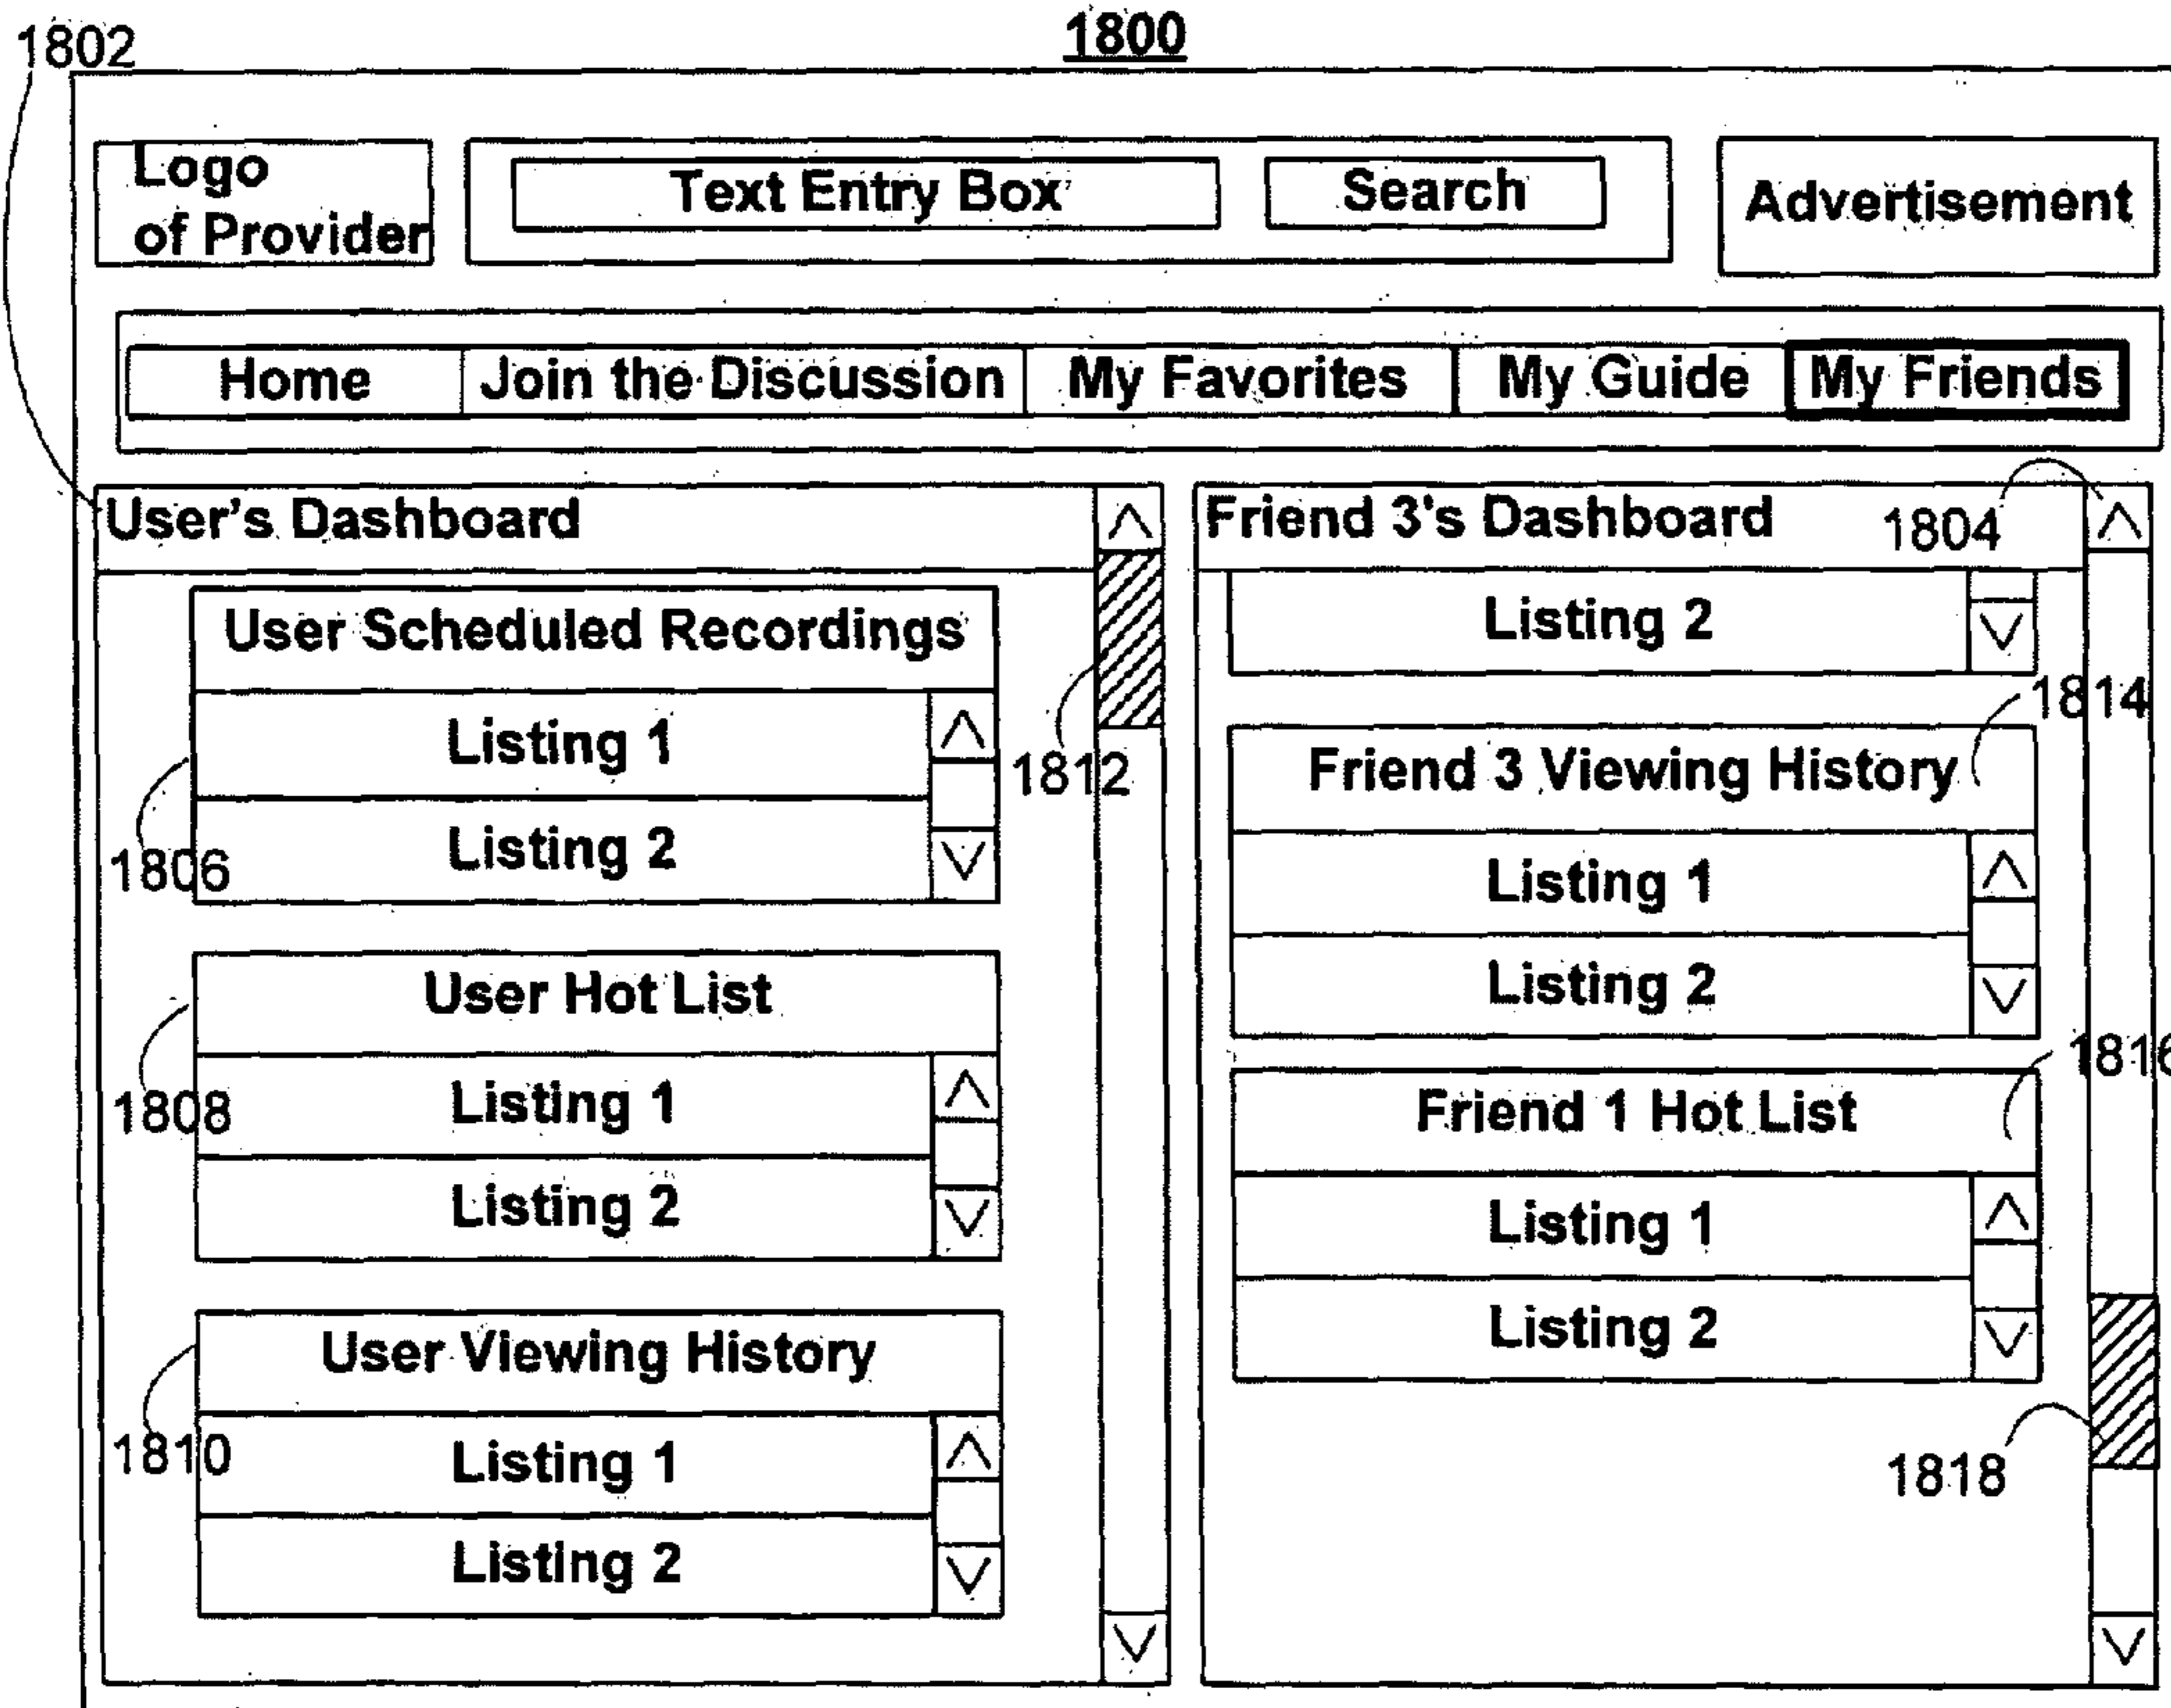 1800
1802
Logo
of Provider
Text Entry Box
Search
Advertisement
Home
Join the Discussion
My Favorites
My Guide
My Friends
User's Dashboard
User Scheduled Recordings
Listing 1
Listing 2
1806
1812
User Hot List
Listing 1
Listing 2
1808
User Viewing History
Listing 1
Listing 2
1810
Friend 3's Dashboard
1804
Listing 2
1814
Friend 3 Viewing History
Listing 1
Listing 2
1816
Friend 1 Hot List
Listing 1
Listing 2
1818